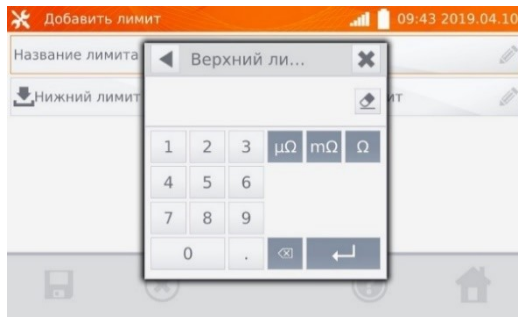 Добавить лимит 09:43 2019.04.10
Название лимита
Верхний ли...
Нижний лимит ит
1 2 3 µΩ mΩ Ω
4 5 6
7 8 9
0 .